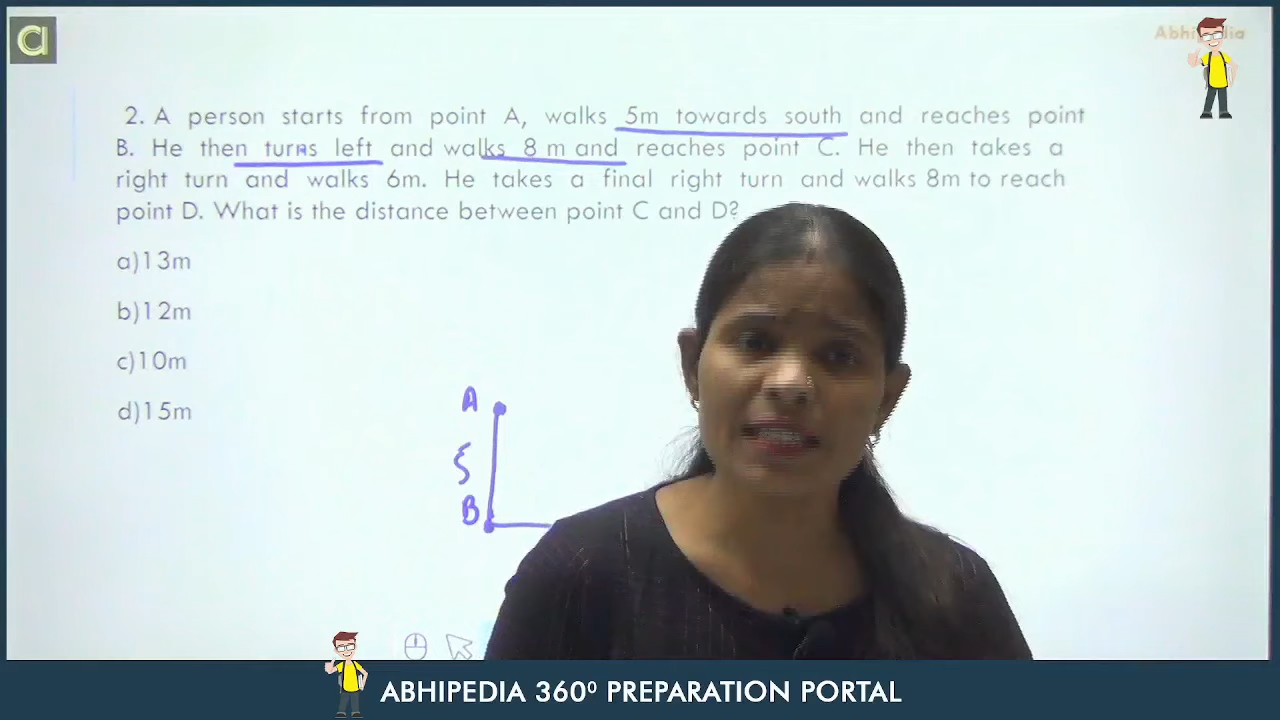 a
Abhipedia
2. A person starts from point A, walks 5m towards south and reaches point
B. He then turns left and walks 8 m and reaches point C. He then takes a
right turn and walks 6m. He takes a final right turn and walks 8m to reach
point D. What is the distance between point C and D?
a)13m
b)12m
c)10m
d)15m
A
5
B
ABHIPEDIA 360⁰ PREPARATION PORTAL